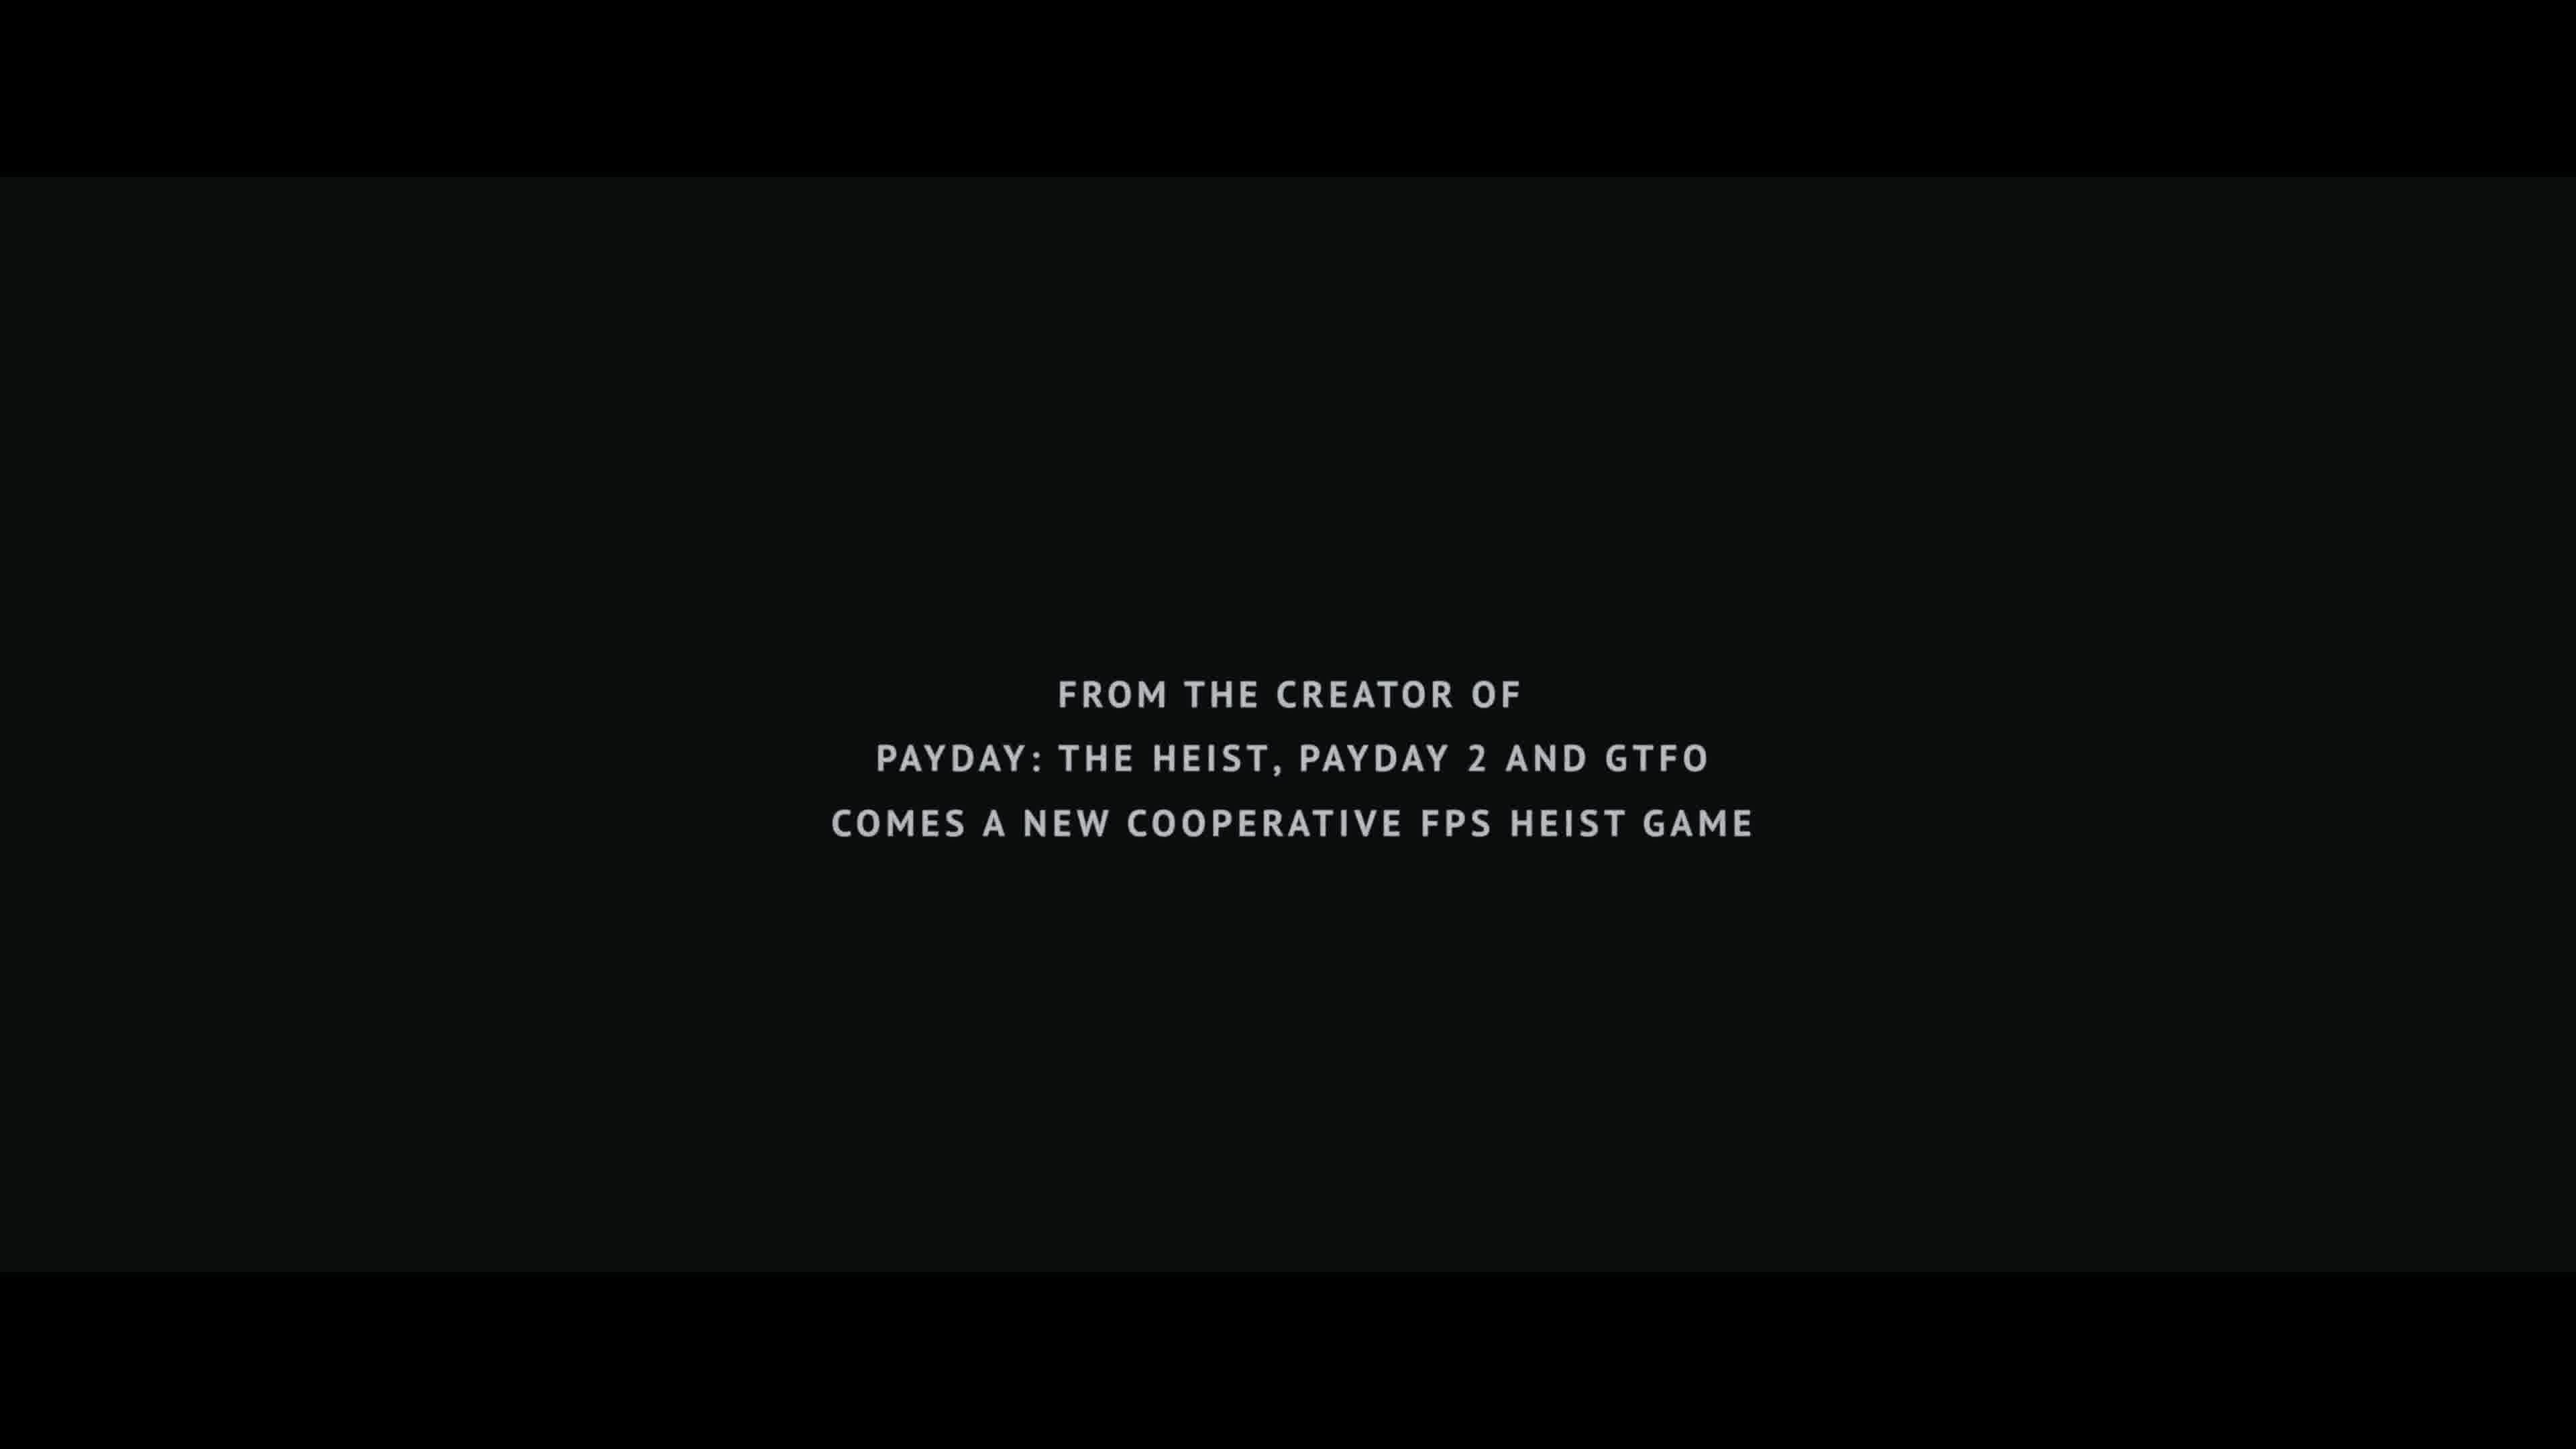 FROM THE CREATOR OF
PAYDAY: THE HEIST, PAYDAY 2 AND GTFO
COMES A NEW COOPERATIVE FPS HEIST GAME